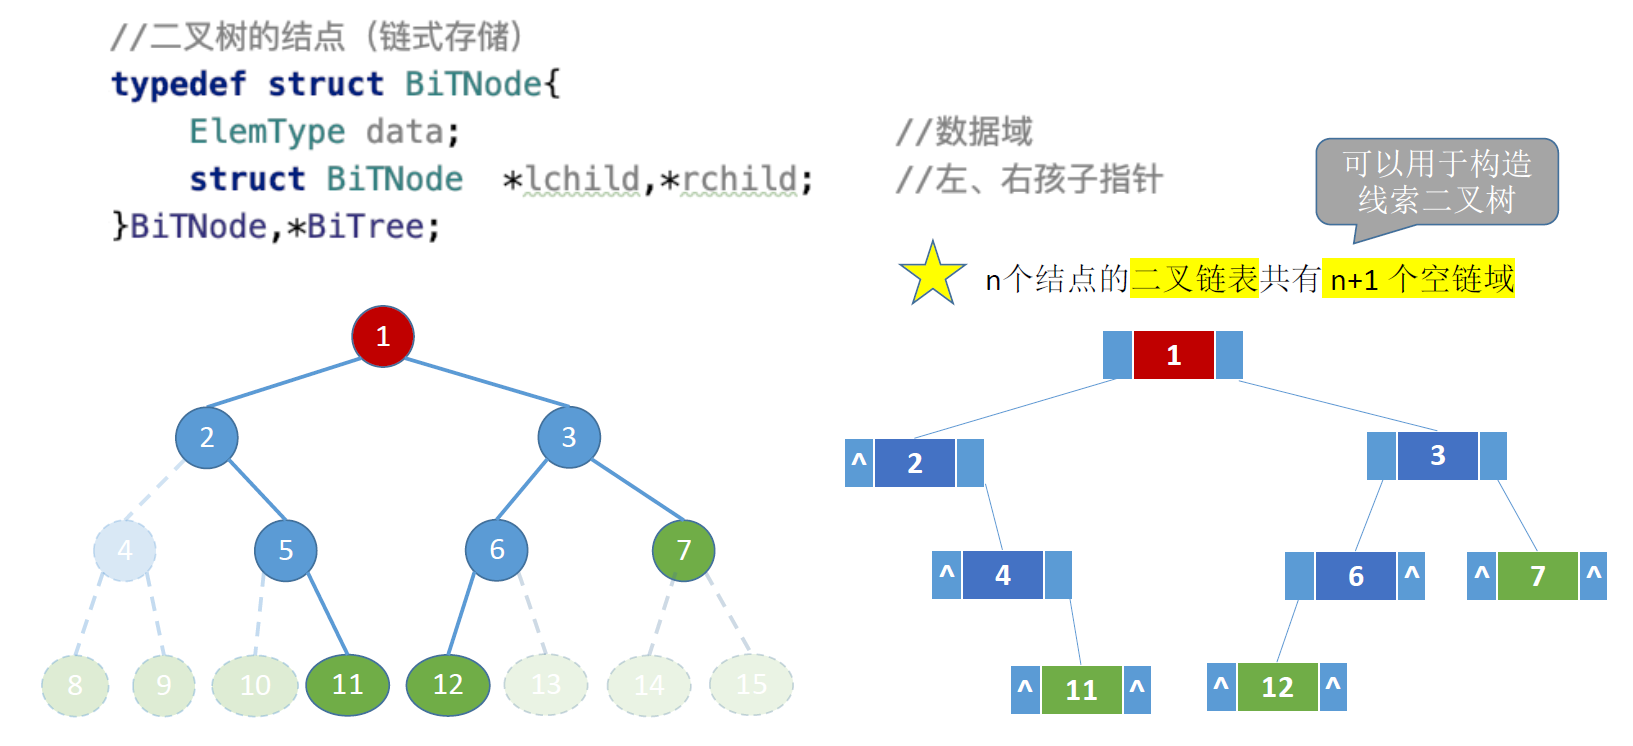 //二叉树的结点（链式存储）
typedef struct BiTNode{
ElemType data; //数据域
struct BiTNode *lchild,*rchild; //左、右孩子指针
}BiTNode,*BiTree;
可以用于构造
线索二叉树
n个结点的二叉链表共有 n+1 个空链域
1
2 3
4 5 6 7
8 9 10 11 12 13 14 15
1
^ 2 3
^ 4 6 ^ ^ 7 ^
^ 11 ^ ^ 12 ^